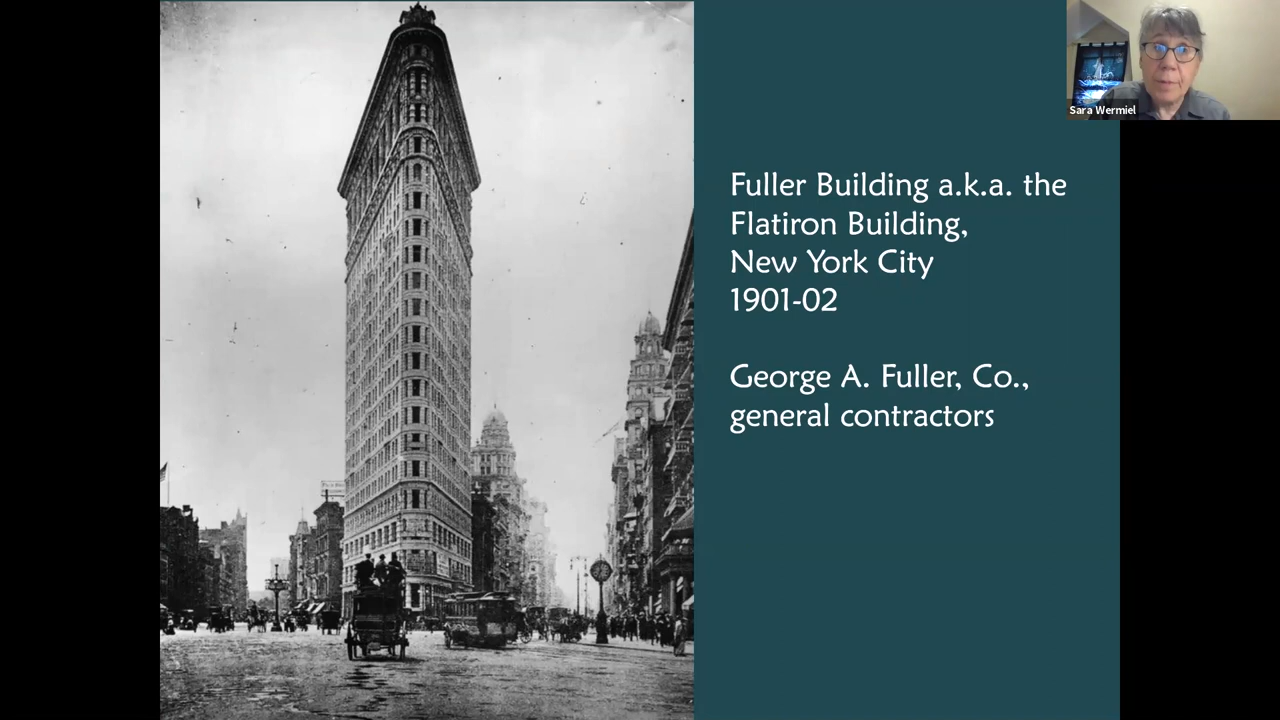 Fuller Building a.k.a. the
Flatiron Building,
New York City
1901-02
George A. Fuller, Co.,
general contractors
Sara Wermiel